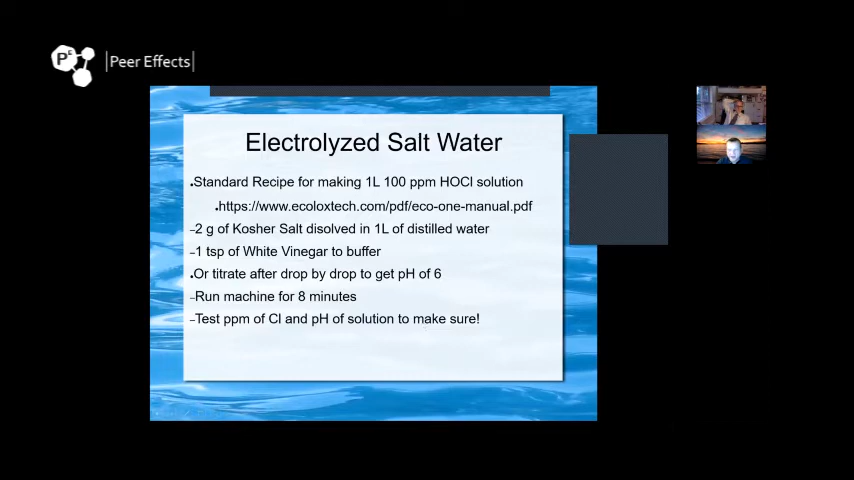 PE
|Peer Effects|
Electrolyzed Salt Water
•Standard Recipe for making 1L 100 ppm HOCl solution
•https://www.ecoloxtech.com/pdf/eco-one-manual.pdf
–2 g of Kosher Salt disolved in 1L of distilled water
–1 tsp of White Vinegar to buffer
•Or titrate after drop by drop to get pH of 6
–Run machine for 8 minutes
–Test ppm of Cl and pH of solution to make sure!